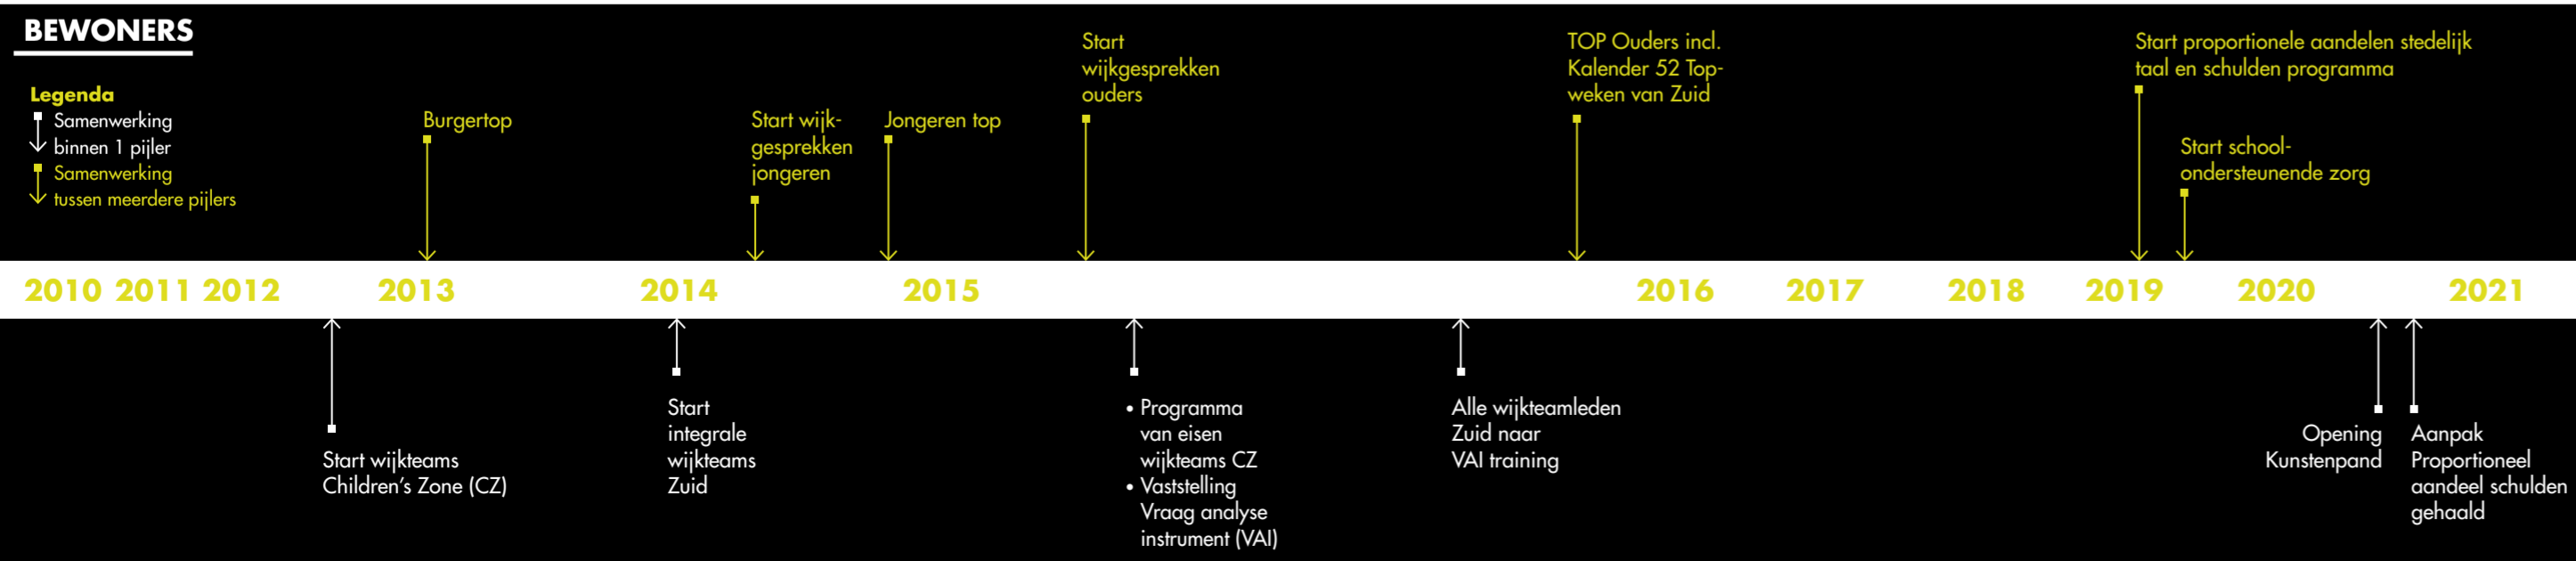 BEWONERS
Legenda
Samenwerking
binnen 1 pijler
Samenwerking
tussen meerdere pijlers
Burgertop
Start wijk-
gesprekken
jongeren
Jongeren top
Start
wijkgesprekken
ouders
TOP Ouders incl.
Kalender 52 Top-
weken van Zuid
Start proportionele aandelen stedelijk
taal en schulden programma
Start school-
ondersteunende zorg
2010 2011 2012 2013 2014 2015 2016 2017 2018 2019 2020 2021
Start wijkteams
Children's Zone (CZ)
Start
integrale
wijkteams
Zuid
• Programma
van eisen
wijkteams CZ
• Vaststelling
Vraag analyse
instrument (VAI)
Alle wijkteamleden
Zuid naar
VAI training
Opening
Kunstenpand
Aanpak
Proportioneel
aandeel schulden
gehaald